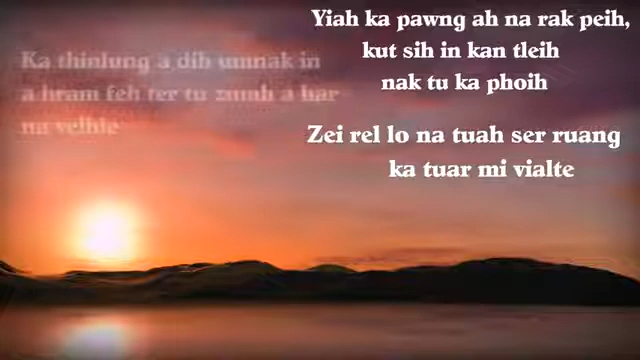 Yiah ka pawng ah na rak peih,
kut sih in kan tleih
nak tu ka phoih
Zei rel lo na tuah ser ruang
ka tuar mi vialte
Ka thinlung a dih umnak in
a hram feh ter tu zumh a har
na